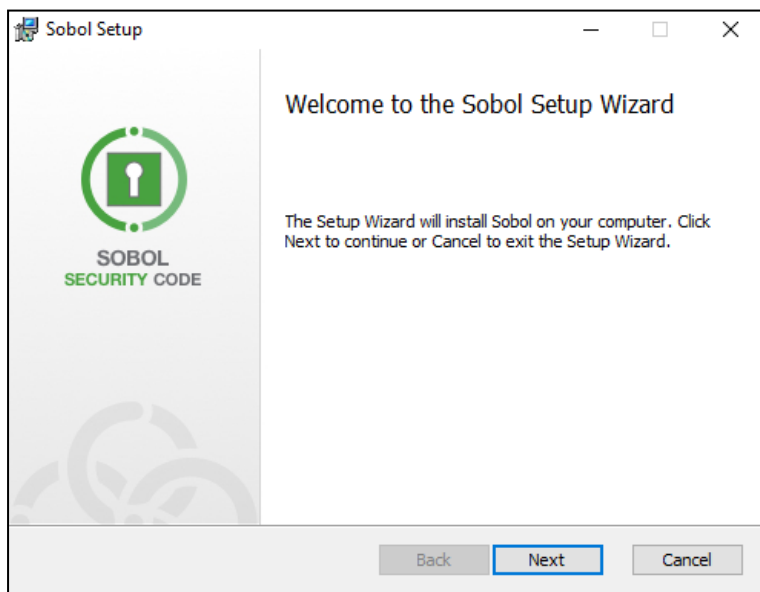 Sobol Setup
Welcome to the Sobol Setup Wizard
The Setup Wizard will install Sobol on your computer. Click
Next to continue or Cancel to exit the Setup Wizard.
SOBOL
SECURITY CODE
Back
Next
Cancel